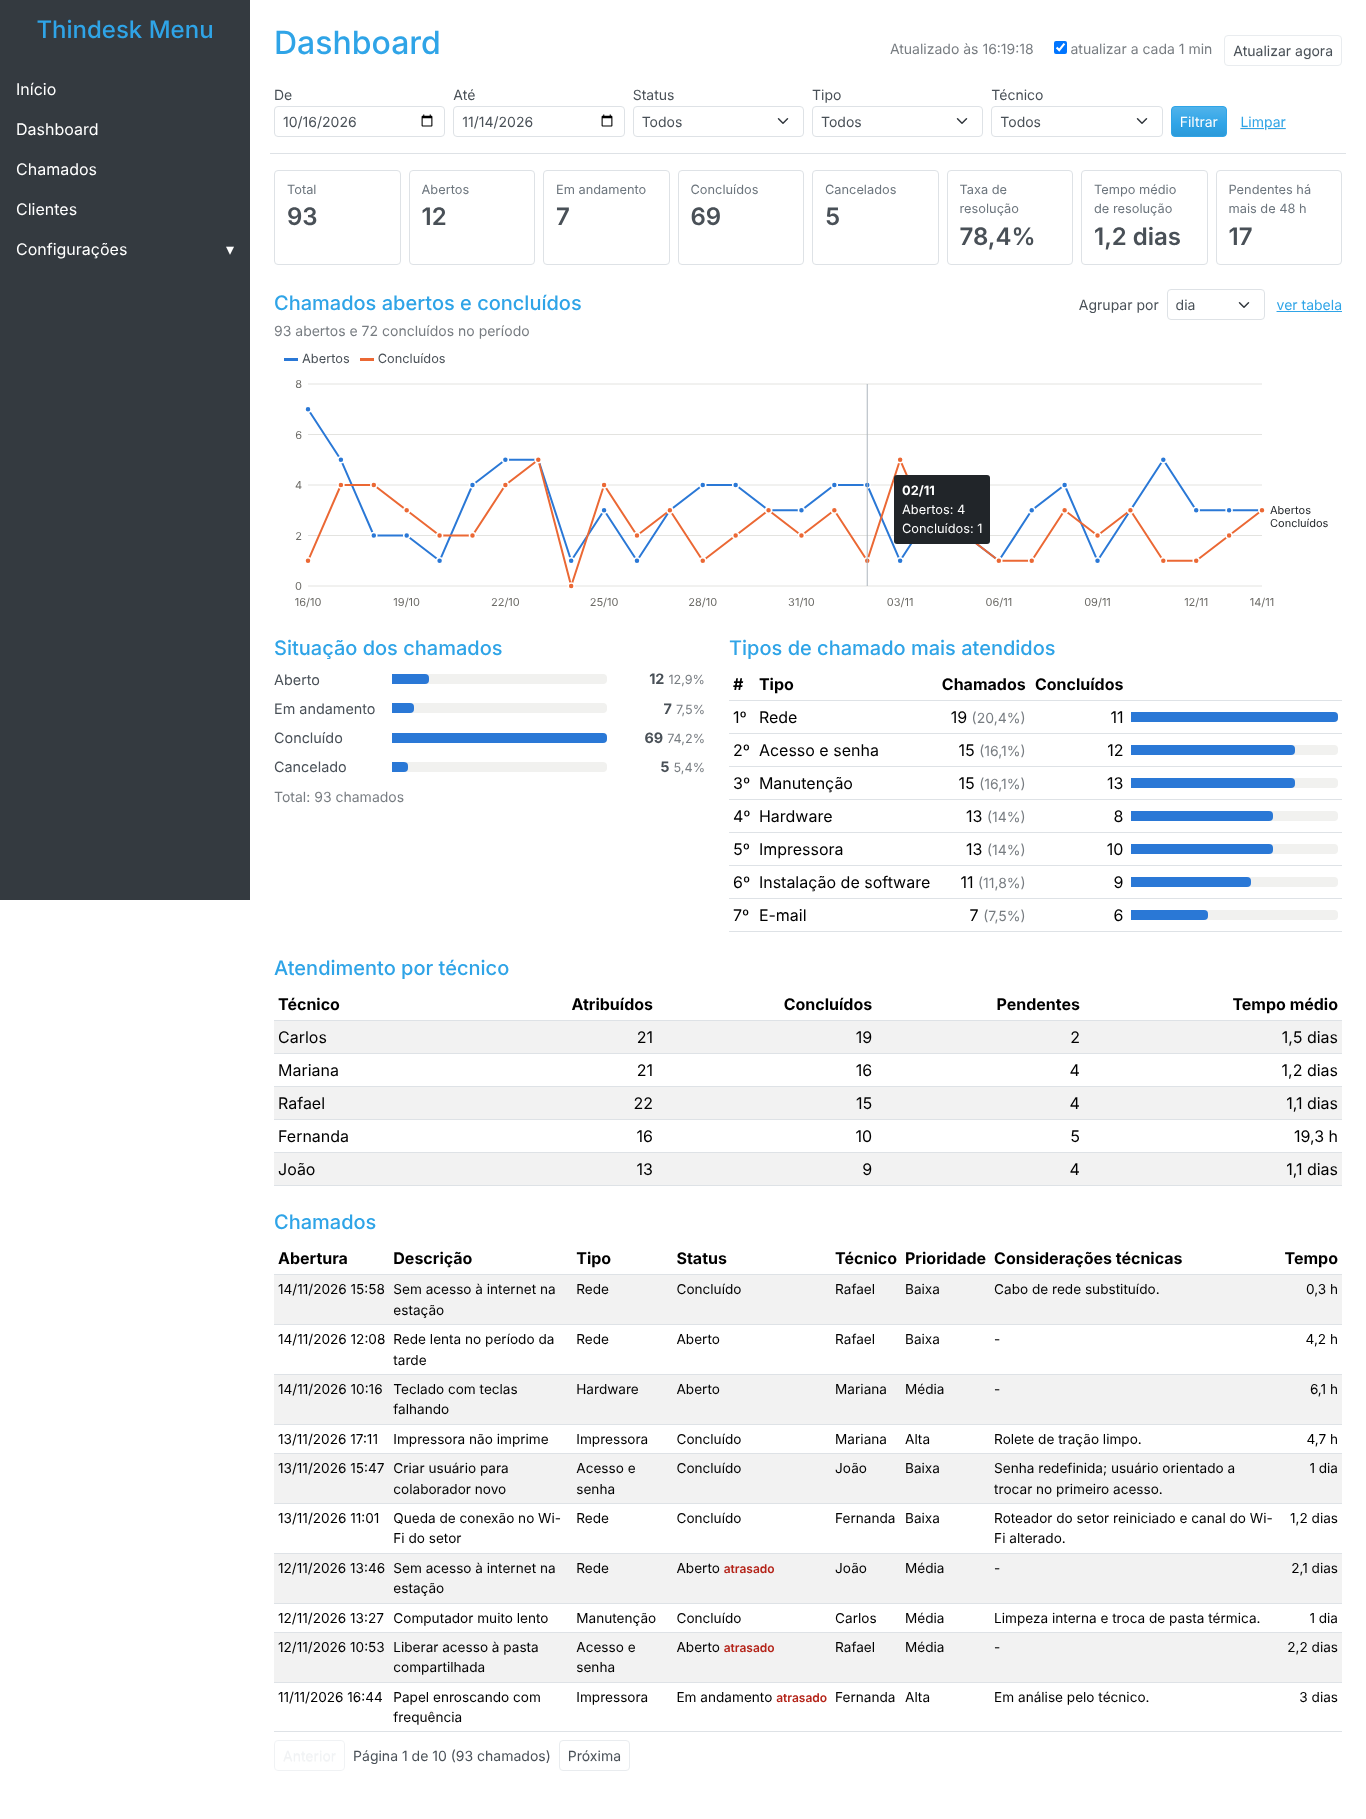 Thindesk Menu
Início
Dashboard
Chamados
Clientes
Configurações ▾
Dashboard
Atualizado às 16:19:18 atualizar a cada 1 min Atualizar agora
De Até Status Tipo Técnico
10/16/2026 11/14/2026 Todos Todos Todos Filtrar Limpar
Total
93
Abertos
12
Em andamento
7
Concluídos
69
Cancelados
5
Taxa de
resolução
78,4%
Tempo médio
de resolução
1,2 dias
Pendentes há
mais de 48 h
17
Chamados abertos e concluídos
Agrupar por dia ver tabela
93 abertos e 72 concluídos no período
Abertos Concluídos
8
6
4
2
0
02/11
Abertos: 4
Concluídos: 1
Abertos
Concluídos
16/10 19/10 22/10 25/10 28/10 31/10 03/11 06/11 09/11 12/11 14/11
Situação dos chamados
Aberto 12 12,9%
Em andamento 7 7,5%
Concluído 69 74,2%
Cancelado 5 5,4%
Total: 93 chamados
Tipos de chamado mais atendidos
# Tipo Chamados Concluídos
1º Rede 19 (20,4%) 11
2º Acesso e senha 15 (16,1%) 12
3º Manutenção 15 (16,1%) 13
4º Hardware 13 (14%) 8
5º Impressora 13 (14%) 10
6º Instalação de software 11 (11,8%) 9
7º E-mail 7 (7,5%) 6
Atendimento por técnico
Técnico Atribuídos Concluídos Pendentes Tempo médio
Carlos 21 19 2 1,5 dias
Mariana 21 16 4 1,2 dias
Rafael 22 15 4 1,1 dias
Fernanda 16 10 5 19,3 h
João 13 9 4 1,1 dias
Chamados
Abertura Descrição Tipo Status Técnico Prioridade Considerações técnicas Tempo
14/11/2026 15:58 Sem acesso à internet na Rede Concluído Rafael Baixa Cabo de rede substituído. 0,3 h
estação
14/11/2026 12:08 Rede lenta no período da Rede Aberto Rafael Baixa - 4,2 h
tarde
14/11/2026 10:16 Teclado com teclas Hardware Aberto Mariana Média - 6,1 h
falhando
13/11/2026 17:11 Impressora não imprime Impressora Concluído Mariana Alta Rolete de tração limpo. 4,7 h
13/11/2026 15:47 Criar usuário para Acesso e Concluído João Baixa Senha redefinida; usuário orientado a 1 dia
colaborador novo senha trocar no primeiro acesso.
13/11/2026 11:01 Queda de conexão no Wi- Rede Concluído Fernanda Baixa Roteador do setor reiniciado e canal do Wi- 1,2 dias
Fi do setor Fi alterado.
12/11/2026 13:46 Sem acesso à internet na Rede Aberto atrasado João Média - 2,1 dias
estação
12/11/2026 13:27 Computador muito lento Manutenção Concluído Carlos Média Limpeza interna e troca de pasta térmica. 1 dia
12/11/2026 10:53 Liberar acesso à pasta Acesso e Aberto atrasado Rafael Média - 2,2 dias
compartilhada senha
11/11/2026 16:44 Papel enroscando com Impressora Em andamento atrasado Fernanda Alta Em análise pelo técnico. 3 dias
frequência
Anterior Página 1 de 10 (93 chamados) Próxima